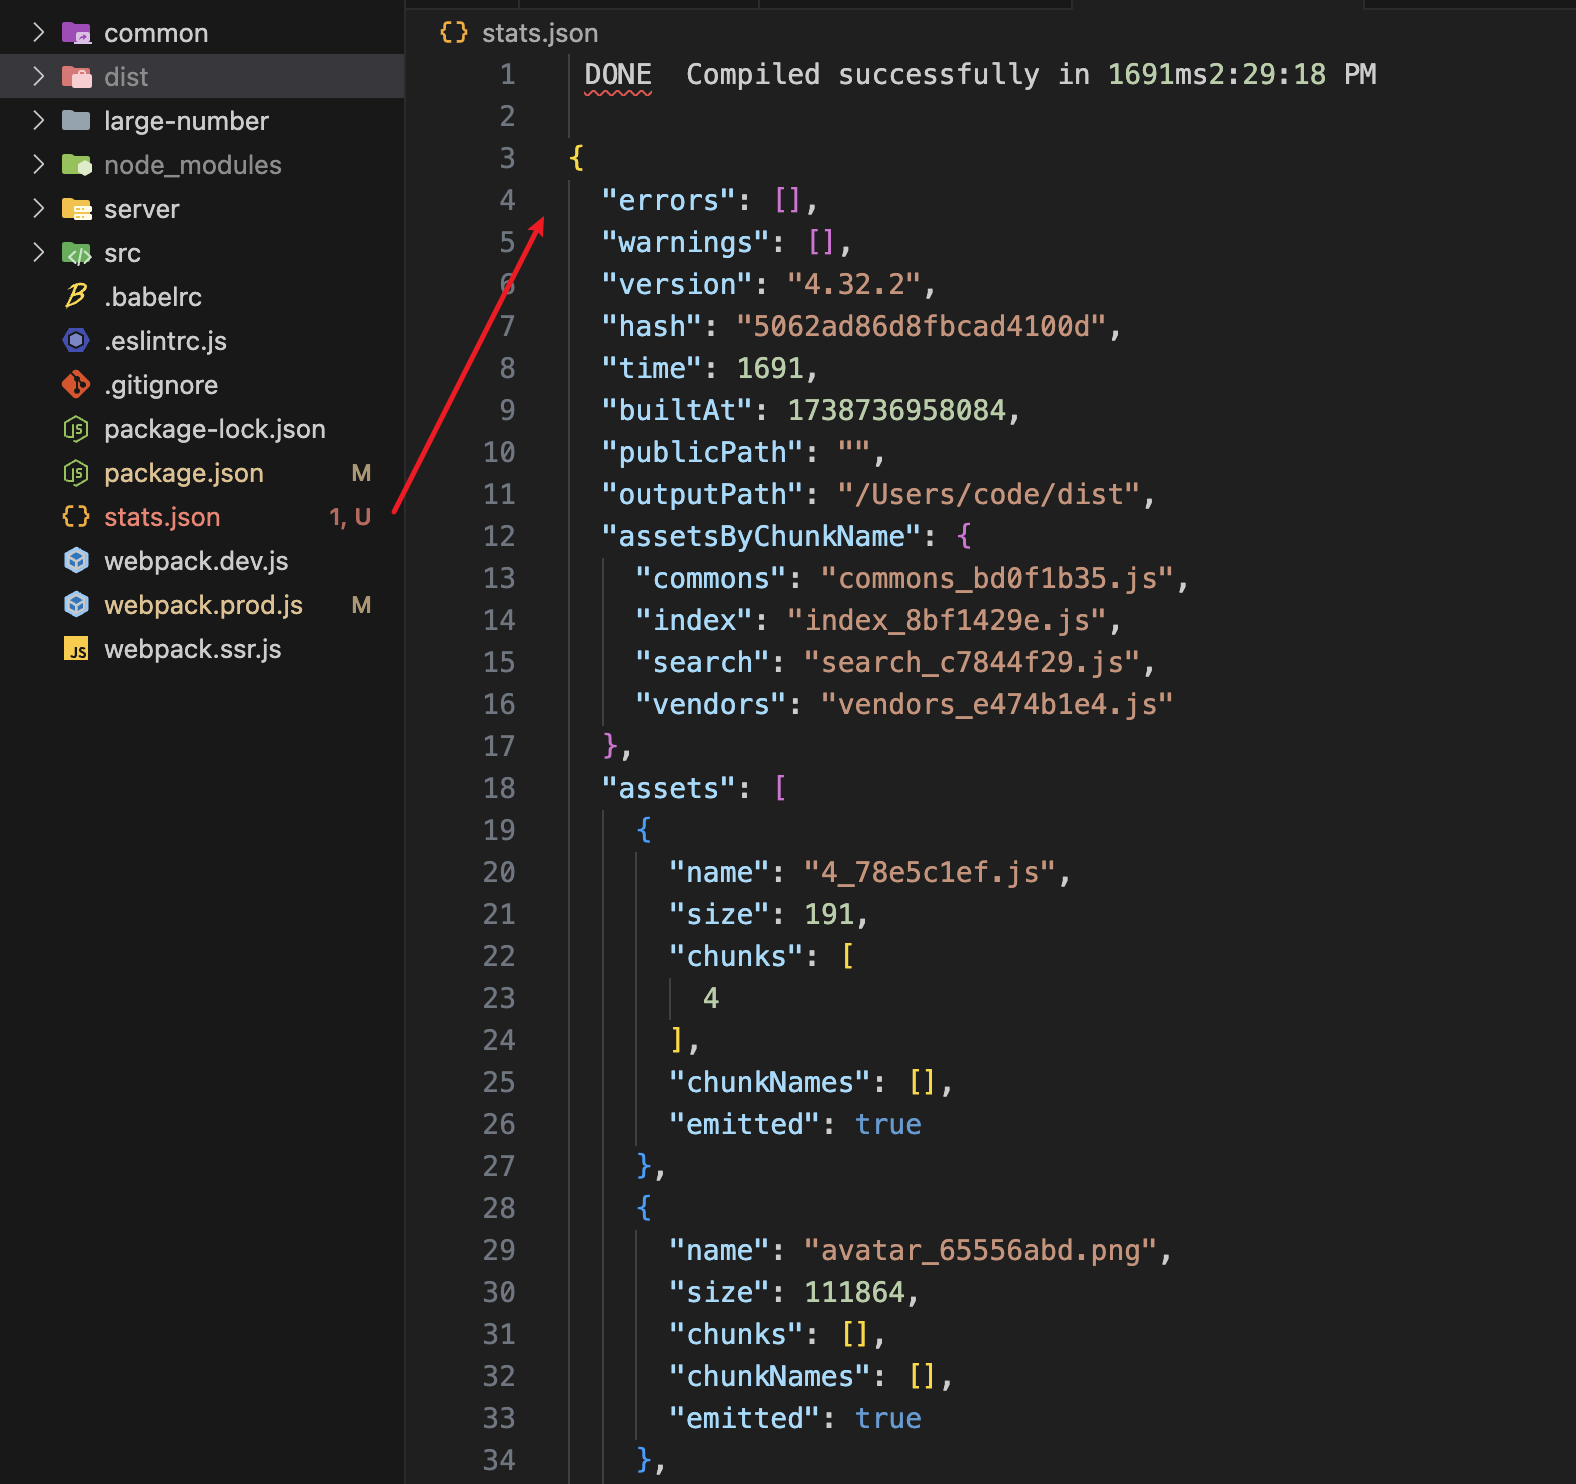 common
dist
large-number
node_modules
server
src
.babelrc
.eslintrc.js
.gitignore
package-lock.json
package.json M
stats.json 1, U
webpack.dev.js
webpack.prod.js M
JS webpack.ssr.js
{} stats.json
1 DONE  Compiled successfully in 1691ms2:29:18 PM
2
3 {
4 "errors": [],
5 "warnings": [],
6 "version": "4.32.2",
7 "hash": "5062ad86d8fbcad4100d",
8 "time": 1691,
9 "builtAt": 1738736958084,
10 "publicPath": "",
11 "outputPath": "/Users/code/dist",
12 "assetsByChunkName": {
13 "commons": "commons_bd0f1b35.js",
14 "index": "index_8bf1429e.js",
15 "search": "search_c7844f29.js",
16 "vendors": "vendors_e474b1e4.js"
17 },
18 "assets": [
19 {
20 "name": "4_78e5c1ef.js",
21 "size": 191,
22 "chunks": [
23 4
24 ],
25 "chunkNames": [],
26 "emitted": true
27 },
28 {
29 "name": "avatar_65556abd.png",
30 "size": 111864,
31 "chunks": [],
32 "chunkNames": [],
33 "emitted": true
34 },